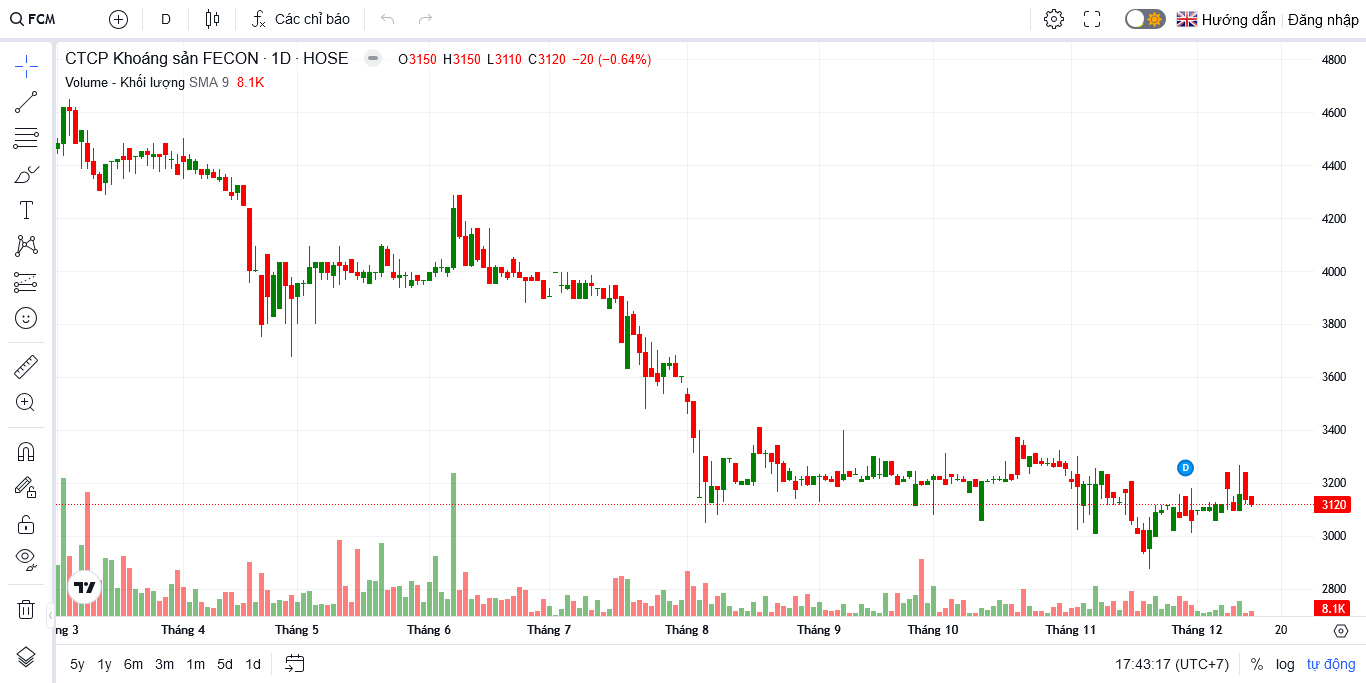 FCM
D
Các chỉ báo
Hướng dẫn
Đăng nhập
CTCP Khoáng sản FECON · 1D · HOSE
O3150 H3150 L3110 C3120 −20 (−0.64%)
Volume - Khối lượng SMA 9 8.1K
4800
4600
4400
4200
4000
3800
3600
3400
3200
3120
3000
2800
8.1K
D
ng 3
Tháng 4
Tháng 5
Tháng 6
Tháng 7
Tháng 8
Tháng 9
Tháng 10
Tháng 11
Tháng 12
20
5y 1y 6m 3m 1m 5d 1d
17:43:17 (UTC+7)
% log tự động